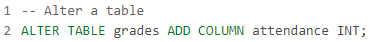 1 -- Alter a table
2 ALTER TABLE grades ADD COLUMN attendance INT;